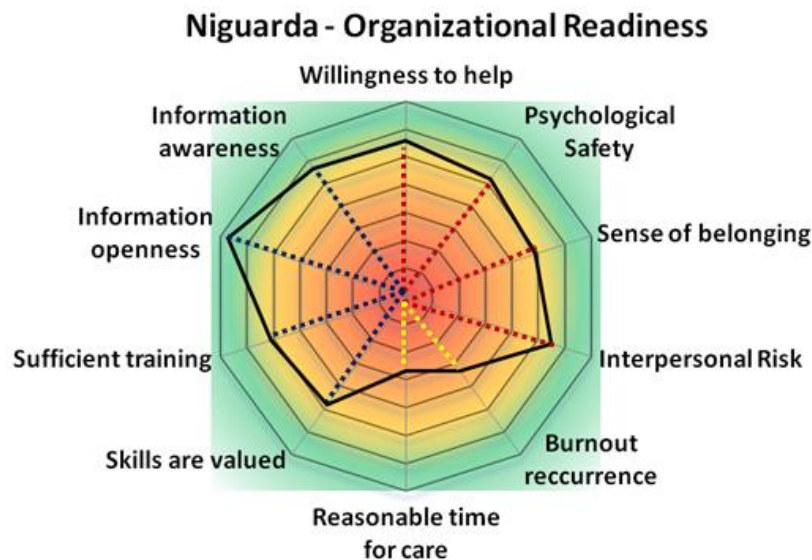 Niguarda - Organizational Readiness
Willingness to help
Information
awareness
Psychological
Safety
Information
openness
Sense of belonging
Sufficient training
Interpersonal Risk
Skills are valued
Burnout
reccurrence
Reasonable time
for care